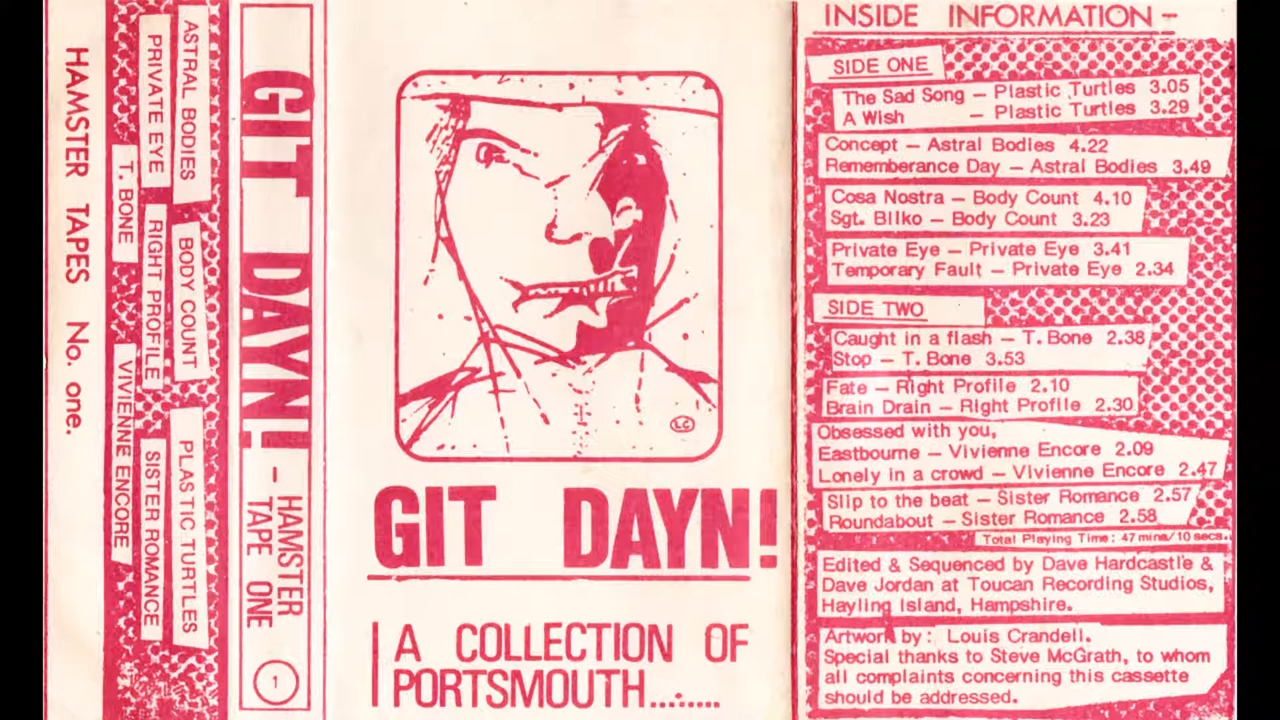 HAMSTER TAPES No. one.
ASTRAL BODIES
PRIVATE EYE
T. BONE
BODY COUNT
RIGHT PROFILE
VIVIENNE ENCORE
PLASTIC TURTLES
SISTER ROMANCE
GIT DAYN! - HAMSTER
TAPE ONE
1
LC
GIT DAYN!
A COLLECTION OF
PORTSMOUTH.........
INSIDE INFORMATION –
SIDE ONE
The Sad Song – Plastic Turtles 3.05
A Wish – Plastic Turtles 3.29
Concept – Astral Bodies 4.22
Rememberance Day – Astral Bodies 3.49
Cosa Nostra – Body Count 4.10
Sgt. Bilko – Body Count 3.23
Private Eye – Private Eye 3.41
Temporary Fault – Private Eye 2.34
SIDE TWO
Caught in a flash – T. Bone 2.38
Stop – T. Bone 3.53
Fate – Right Profile 2.10
Brain Drain – Right Profile 2.30
Obsessed with you,
Eastbourne – Vivienne Encore 2.09
Lonely in a crowd – Vivienne Encore 2.47
Slip to the beat – Sister Romance 2.57
Roundabout – Sister Romance 2.58
Total Playing Time: 47 mins/10 secs.
Edited & Sequenced by Dave Hardcastle &
Dave Jordan at Toucan Recording Studios,
Hayling Island, Hampshire.
Artwork by: Louis Crandell.
Special thanks to Steve McGrath, to whom
all complaints concerning this cassette
should be addressed.